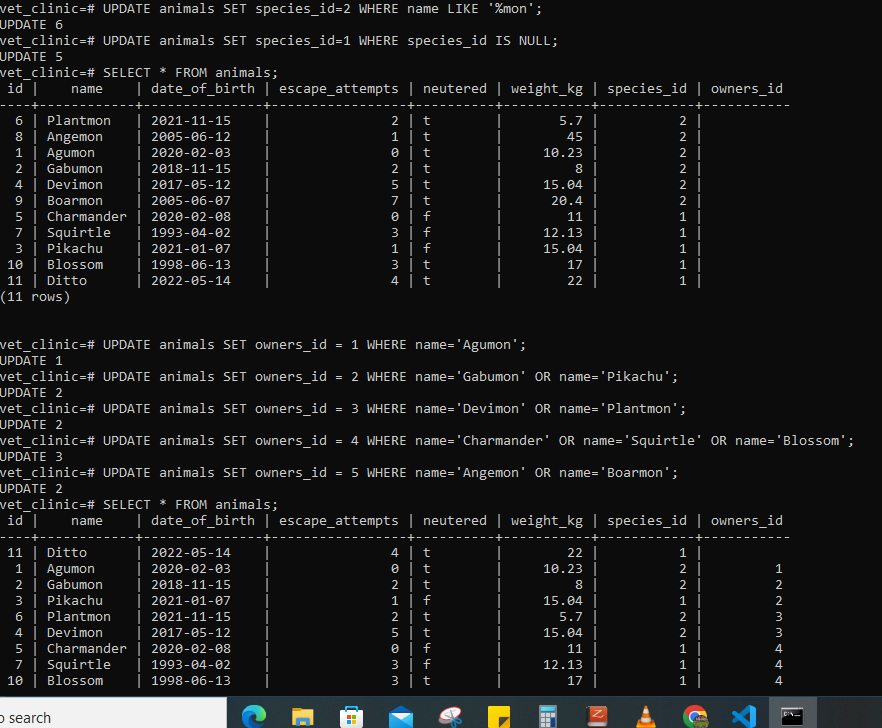 vet_clinic=# UPDATE animals SET species_id=2 WHERE name LIKE '%mon';
UPDATE 6
vet_clinic=# UPDATE animals SET species_id=1 WHERE species_id IS NULL;
UPDATE 5
vet_clinic=# SELECT * FROM animals;
 id |    name    | date_of_birth | escape_attempts | neutered | weight_kg | species_id | owners_id
----+------------+---------------+-----------------+----------+-----------+------------+-----------
  6 | Plantmon   | 2021-11-15    |               2 | t        |       5.7 |          2 |
  8 | Angemon    | 2005-06-12    |               1 | t        |        45 |          2 |
  1 | Agumon     | 2020-02-03    |               0 | t        |     10.23 |          2 |
  2 | Gabumon    | 2018-11-15    |               2 | t        |         8 |          2 |
  4 | Devimon    | 2017-05-12    |               5 | t        |     15.04 |          2 |
  9 | Boarmon    | 2005-06-07    |               7 | t        |      20.4 |          2 |
  5 | Charmander | 2020-02-08    |               0 | f        |        11 |          1 |
  7 | Squirtle   | 1993-04-02    |               3 | f        |     12.13 |          1 |
  3 | Pikachu    | 2021-01-07    |               1 | f        |     15.04 |          1 |
 10 | Blossom    | 1998-06-13    |               3 | t        |        17 |          1 |
 11 | Ditto      | 2022-05-14    |               4 | t        |        22 |          1 |
(11 rows)
vet_clinic=# UPDATE animals SET owners_id = 1 WHERE name='Agumon';
UPDATE 1
vet_clinic=# UPDATE animals SET owners_id = 2 WHERE name='Gabumon' OR name='Pikachu';
UPDATE 2
vet_clinic=# UPDATE animals SET owners_id = 3 WHERE name='Devimon' OR name='Plantmon';
UPDATE 2
vet_clinic=# UPDATE animals SET owners_id = 4 WHERE name='Charmander' OR name='Squirtle' OR name='Blossom';
UPDATE 3
vet_clinic=# UPDATE animals SET owners_id = 5 WHERE name='Angemon' OR name='Boarmon';
UPDATE 2
vet_clinic=# SELECT * FROM animals;
 id |    name    | date_of_birth | escape_attempts | neutered | weight_kg | species_id | owners_id
----+------------+---------------+-----------------+----------+-----------+------------+-----------
 11 | Ditto      | 2022-05-14    |               4 | t        |        22 |          1 |
  1 | Agumon     | 2020-02-03    |               0 | t        |     10.23 |          2 |         1
  2 | Gabumon    | 2018-11-15    |               2 | t        |         8 |          2 |         2
  3 | Pikachu    | 2021-01-07    |               1 | f        |     15.04 |          1 |         2
  6 | Plantmon   | 2021-11-15    |               2 | t        |       5.7 |          2 |         3
  4 | Devimon    | 2017-05-12    |               5 | t        |     15.04 |          2 |         3
  5 | Charmander | 2020-02-08    |               0 | f        |        11 |          1 |         4
  7 | Squirtle   | 1993-04-02    |               3 | f        |     12.13 |          1 |         4
 10 | Blossom    | 1998-06-13    |               3 | t        |        17 |          1 |         4
o search